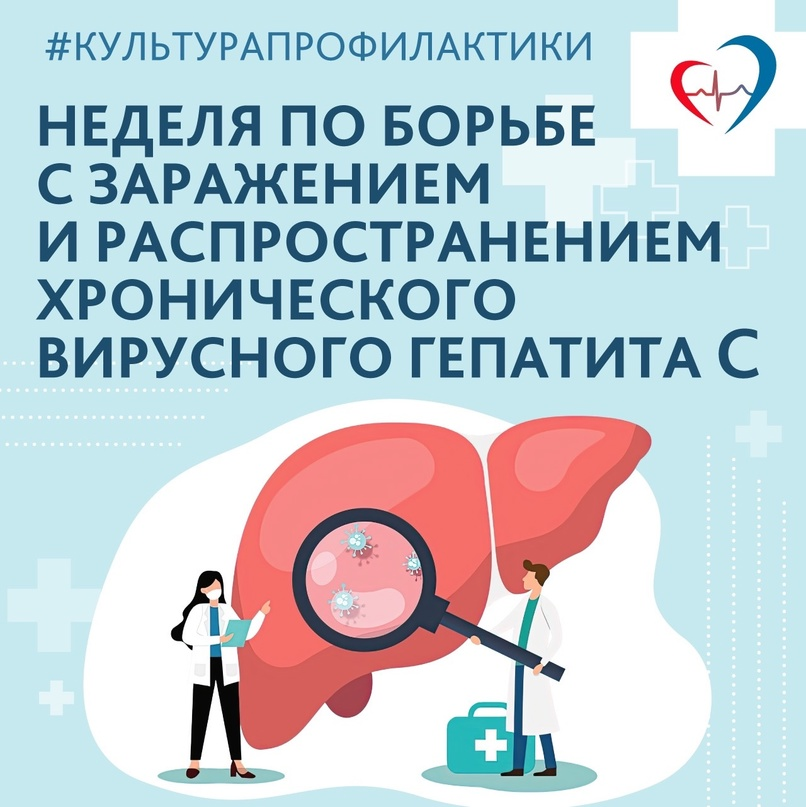 #КУЛЬТУРАПРОФИЛАКТИКИ
НЕДЕЛЯ ПО БОРЬБЕ
С ЗАРАЖЕНИЕМ
И РАСПРОСТРАНЕНИЕМ
ХРОНИЧЕСКОГО
ВИРУСНОГО ГЕПАТИТА С